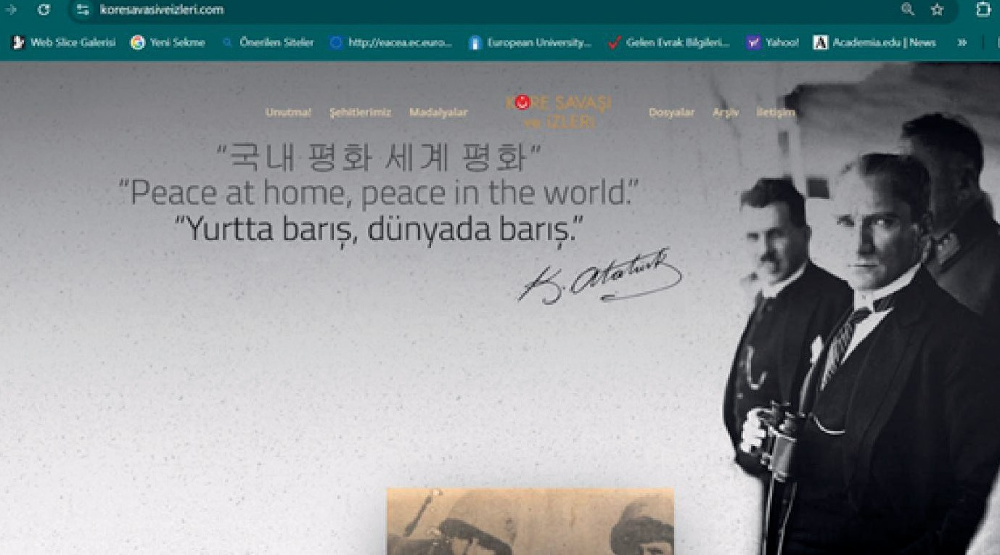 koresavasiveizleri.com
Web Slice Galerisi Yeni Sekme Önerilen Siteler http://eacea.ec.euro... European University... Gelen Evrak Bilgileri... Yahoo! Academia.edu | News »
Unutma! Şehitlerimiz Madalyalar KORE SAVAŞI ve İZLERİ Dosyalar Arşiv İletişim
“국내 평화 세계 평화”
“Peace at home, peace in the world.”
“Yurtta barış, dünyada barış.”
K. Atatürk